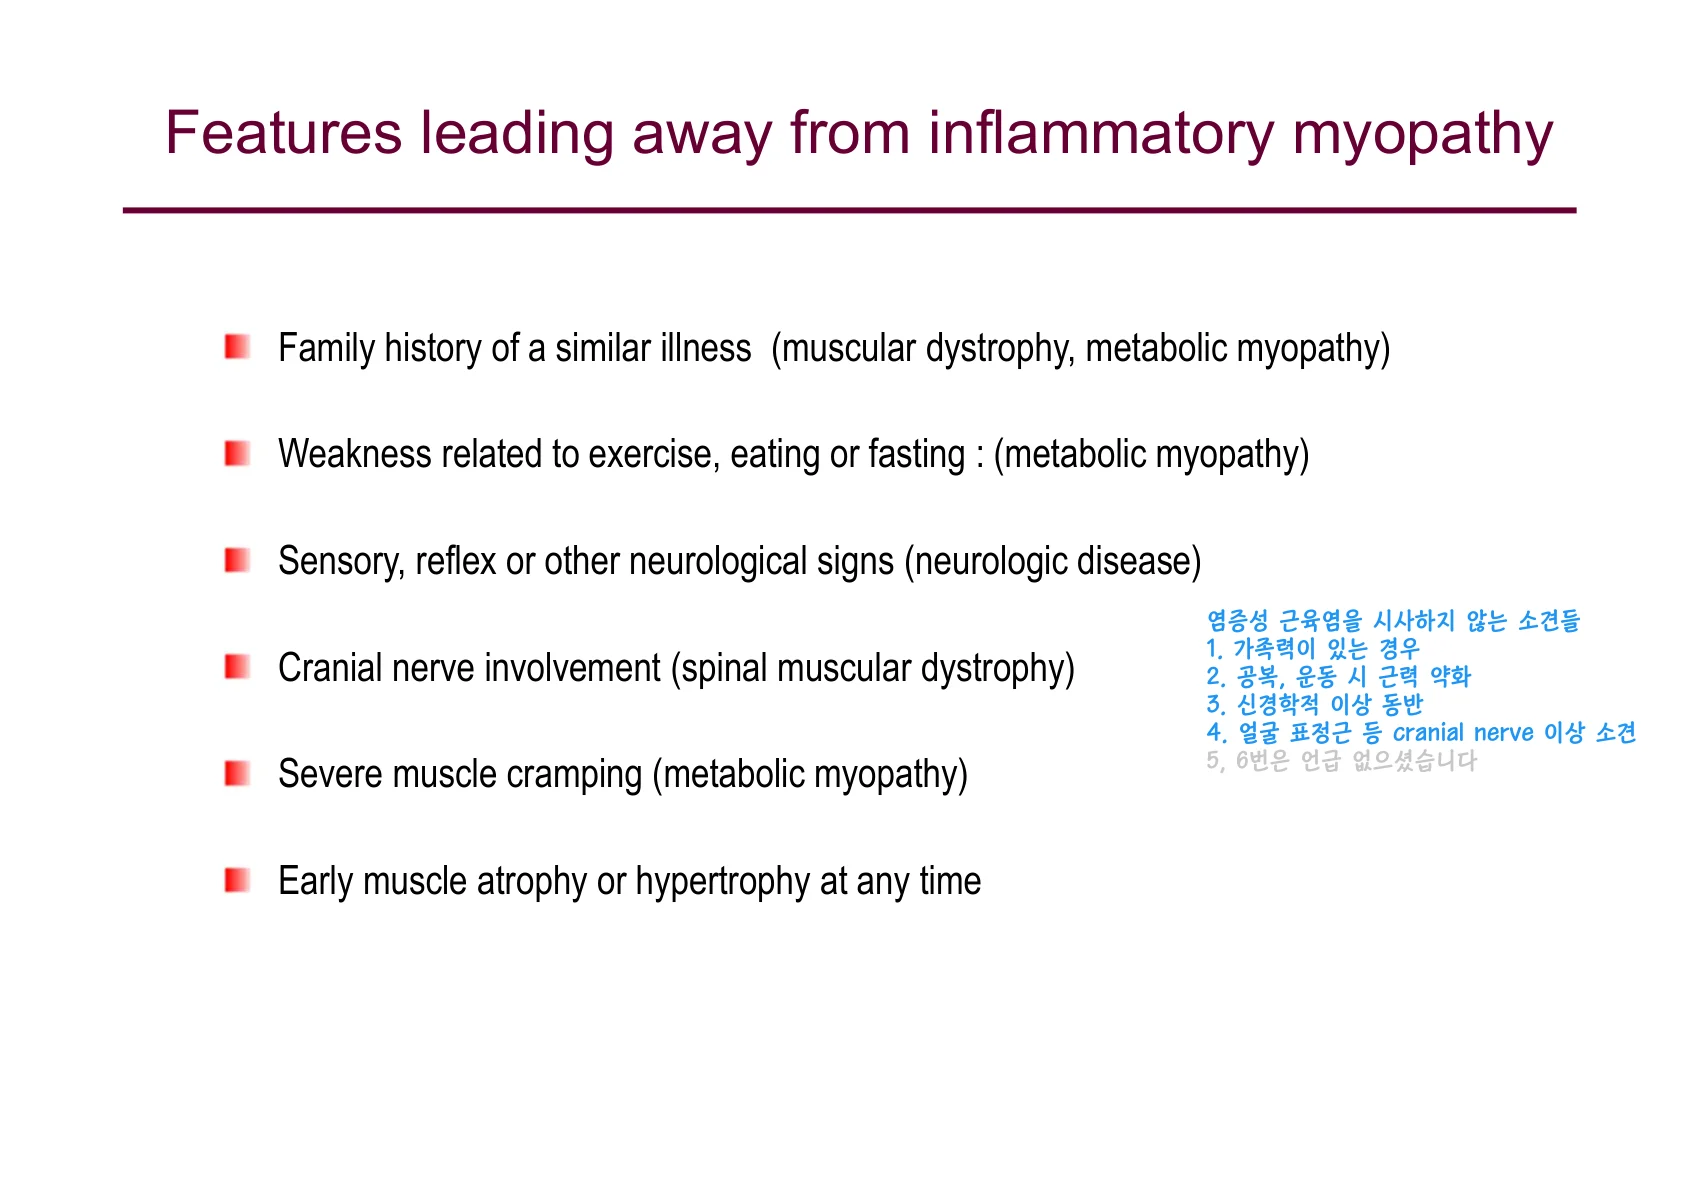 Features leading away from inflammatory myopathy
Family history of a similar illness (muscular dystrophy, metabolic myopathy)
Weakness related to exercise, eating or fasting : (metabolic myopathy)
Sensory, reflex or other neurological signs (neurologic disease)
Cranial nerve involvement (spinal muscular dystrophy)
Severe muscle cramping (metabolic myopathy)
Early muscle atrophy or hypertrophy at any time
염증성 근육염을 시사하지 않는 소견들
1. 가족력이 있는 경우
2. 공복, 운동 시 근력 약화
3. 신경학적 이상 동반
4. 얼굴 표정근 등 cranial nerve 이상 소견
5, 6번은 언급 없으셨습니다